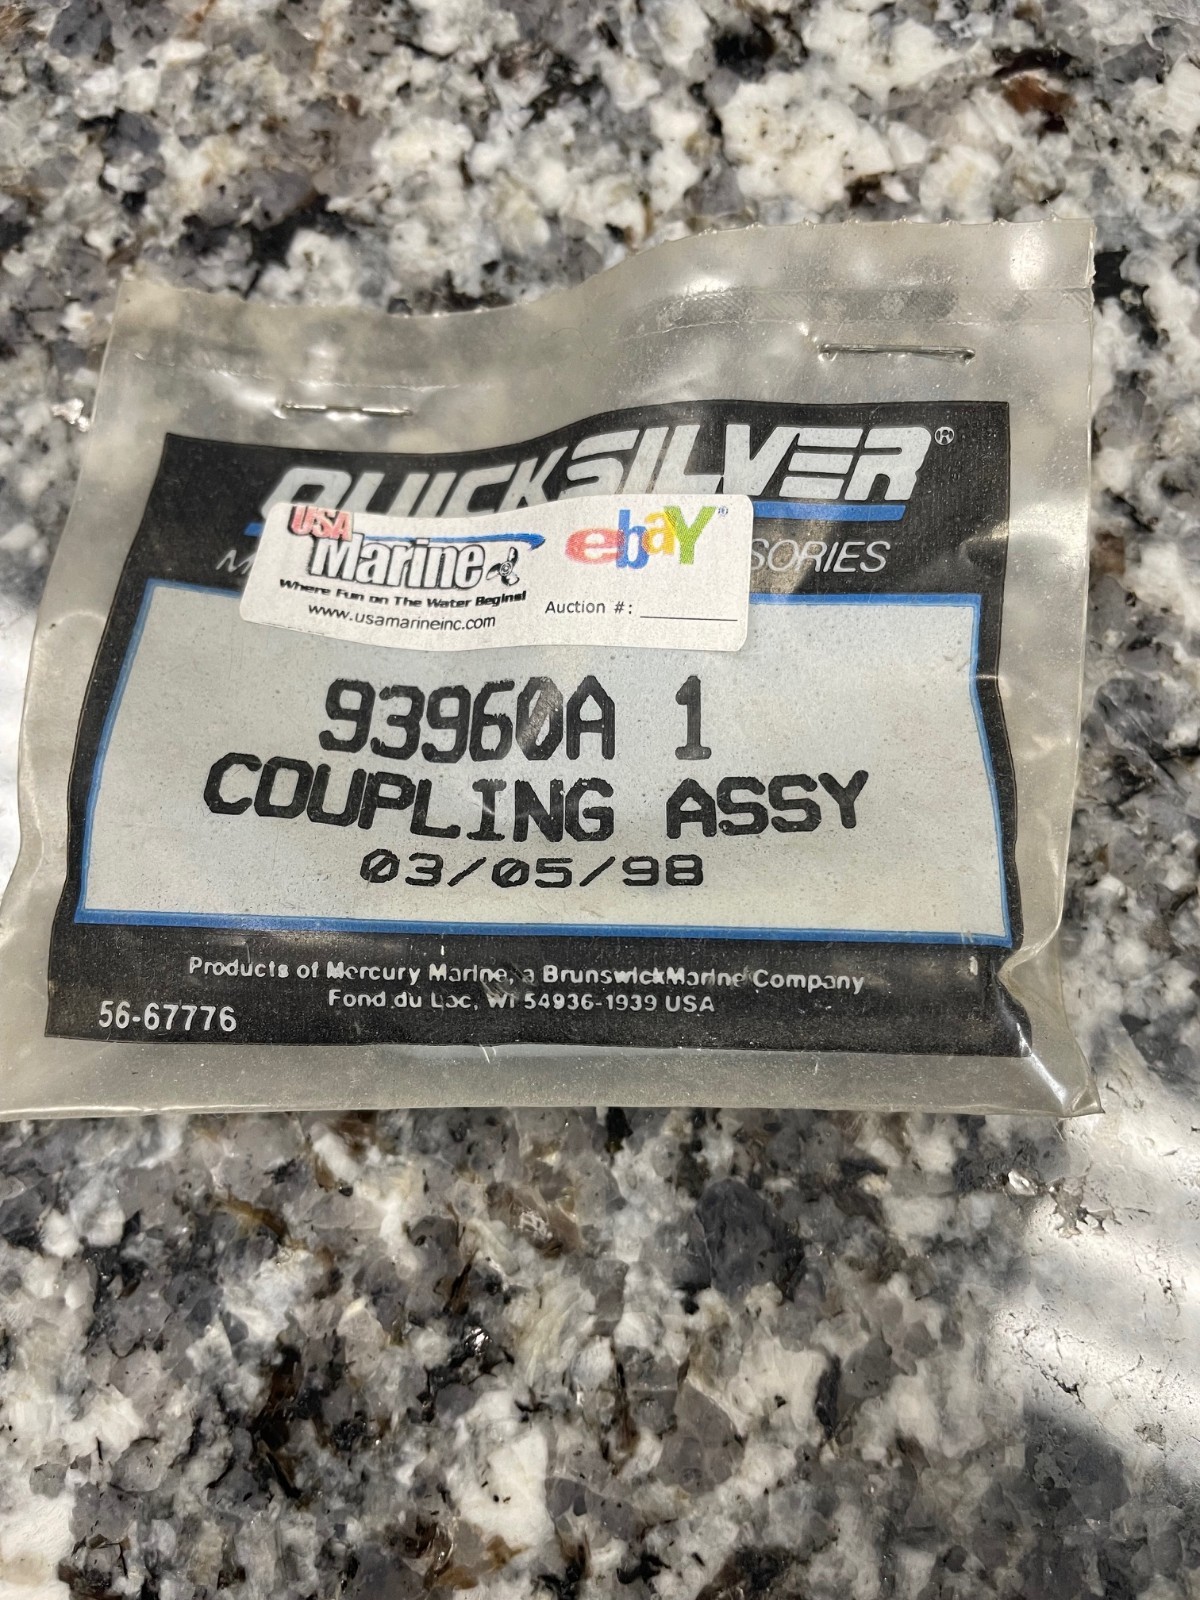 QUICKSILVER®
SORIES
USA
Marine
Where Fun on The Water Begins!
www.usamarineinc.com
ebaY®
Auction #:
93960A 1
COUPLING ASSY
03/05/98
Products of Mercury Marine, a Brunswick Marine Company
Fond du Lac, WI 54936-1939 USA
56-67776